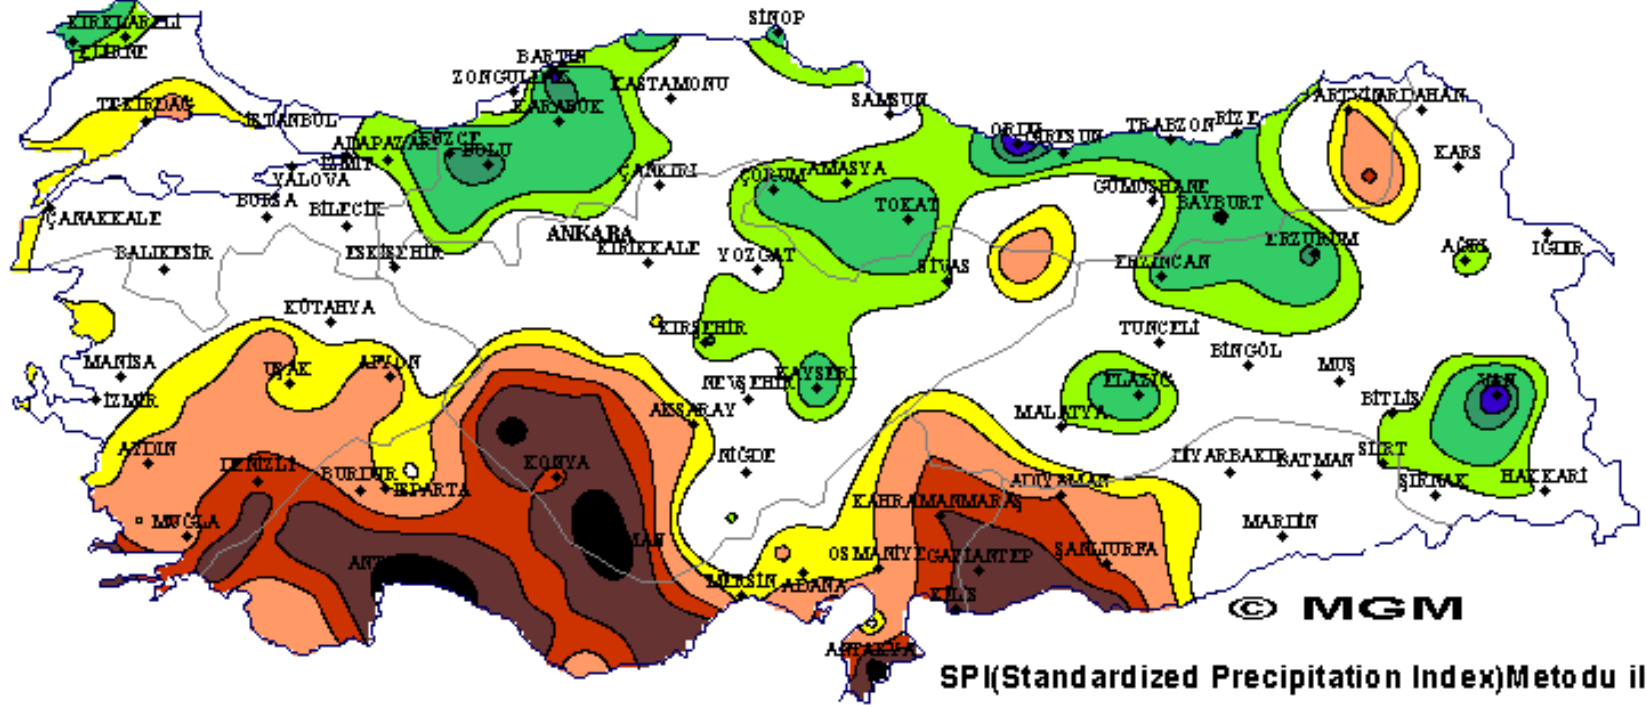 SİNOP
KIRKLARELİ
EDİRNE
BARTIN
ZONGULDAK
KASTAMONU
KARABÜK
SAMSUN
ARTVİN
ARDAHAN
TEKİRDAĞ
İSTANBUL
ADAPAZARI
DÜZCE
BOLU
ORDU
GİRESUN
TRABZON
RİZE
KARS
İZMİT
YALOVA
ÇANKIRI
ÇORUM
AMASYA
GÜMÜŞHANE
BAYBURT
ÇANAKKALE
BURSA
BİLECİK
TOKAT
ANKARA
ERZURUM
BALIKESİR
ESKİŞEHİR
KIRIKKALE
YOZGAT
SİVAS
ERZİNCAN
AĞRI
IĞDIR
KÜTAHYA
KIRŞEHİR
TUNCELİ
BİNGÖL
MUŞ
MANİSA
UŞAK
AFYON
NEVŞEHİR
KAYSERİ
ELAZIĞ
VAN
İZMİR
AKSARAY
MALATYA
BİTLİS
AYDIN
DENİZLİ
BURDUR
ISPARTA
KONYA
NİĞDE
ADIYAMAN
DİYARBAKIR
BATMAN
SİİRT
ŞIRNAK
HAKKARİ
MUĞLA
KAHRAMANMARAŞ
MARDİN
ANT
MAN
OSMANİYE
GAZİANTEP
ŞANLIURFA
MERSİN
ADANA
KİLİS
© MGM
ANTAKYA
SPI(Standardized Precipitation Index)Metodu il